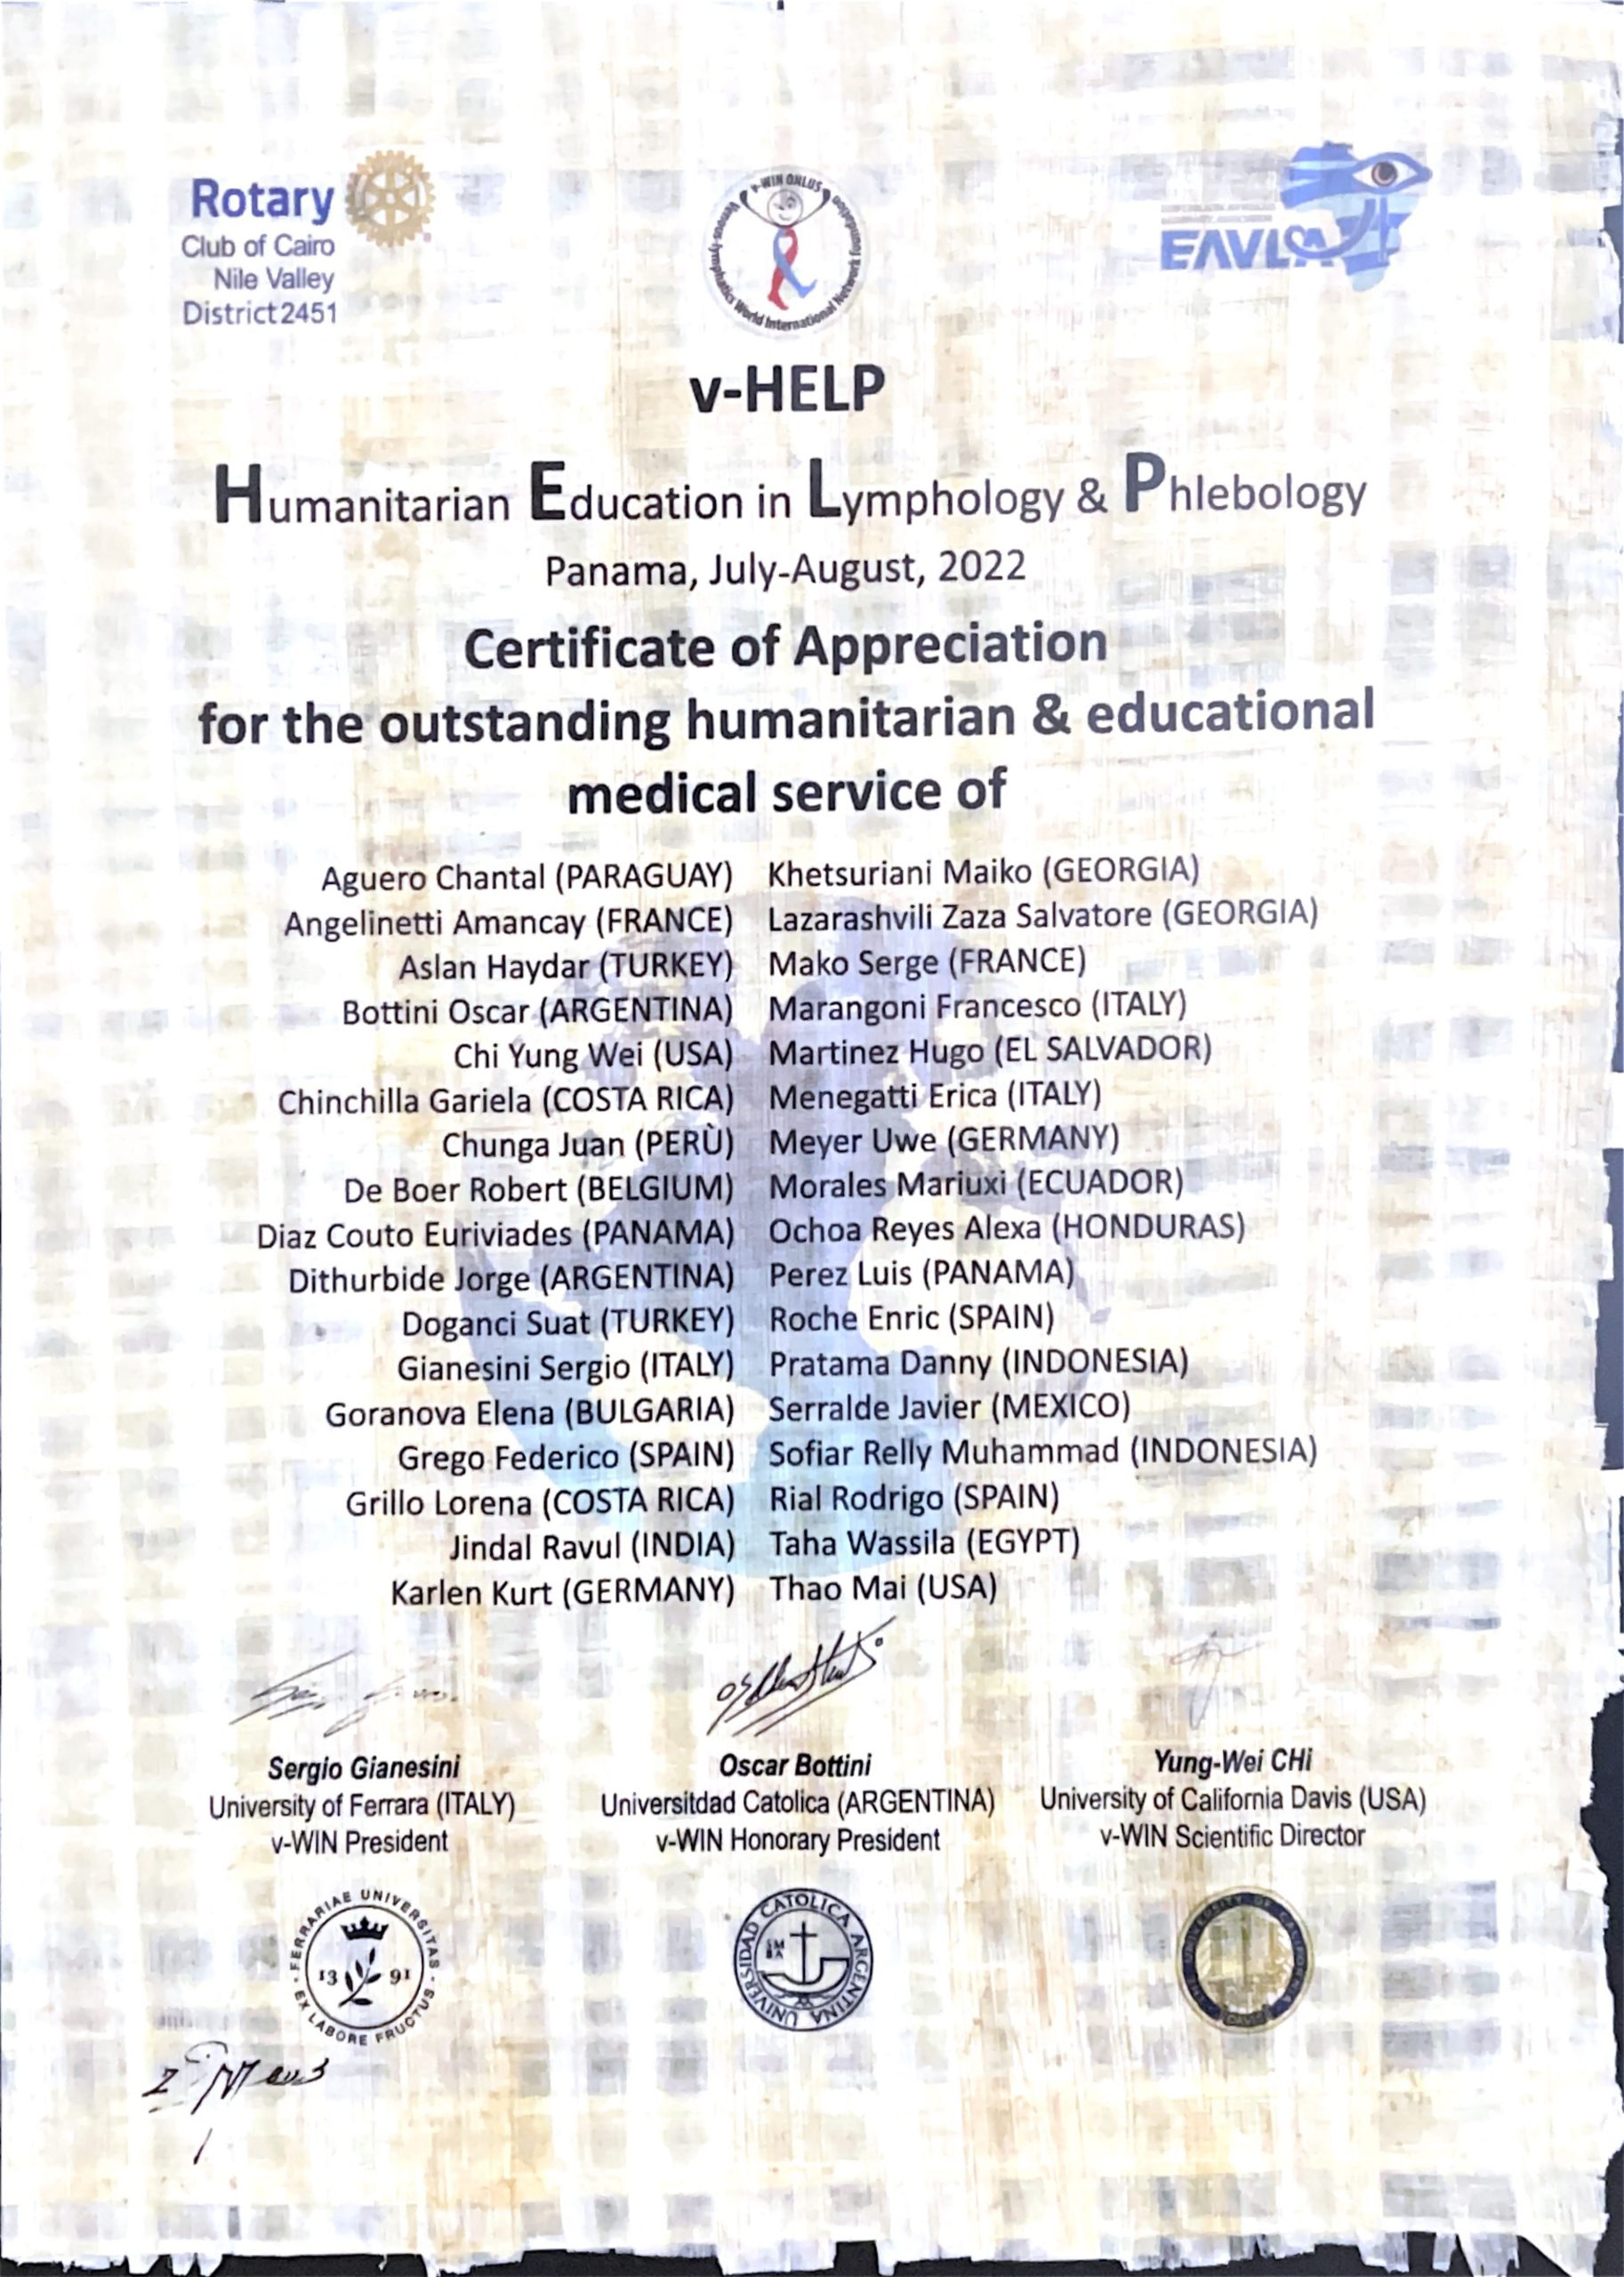 Rotary
Club of Cairo
Nile Valley
District 2451
v-WIN ONLUS
Venous-lymphatics World International Network foundation
EAVLA
v-HELP
Humanitarian Education in Lymphology & Phlebology
Panama, July-August, 2022
Certificate of Appreciation
for the outstanding humanitarian & educational
medical service of
Aguero Chantal (PARAGUAY)
Angelinetti Amancay (FRANCE)
Aslan Haydar (TURKEY)
Bottini Oscar (ARGENTINA)
Chi Yung Wei (USA)
Chinchilla Gariela (COSTA RICA)
Chunga Juan (PERÙ)
De Boer Robert (BELGIUM)
Diaz Couto Euriviades (PANAMA)
Dithurbide Jorge (ARGENTINA)
Doganci Suat (TURKEY)
Gianesini Sergio (ITALY)
Goranova Elena (BULGARIA)
Grego Federico (SPAIN)
Grillo Lorena (COSTA RICA)
Jindal Ravul (INDIA)
Karlen Kurt (GERMANY)
Khetsuriani Maiko (GEORGIA)
Lazarashvili Zaza Salvatore (GEORGIA)
Mako Serge (FRANCE)
Marangoni Francesco (ITALY)
Martinez Hugo (EL SALVADOR)
Menegatti Erica (ITALY)
Meyer Uwe (GERMANY)
Morales Mariuxi (ECUADOR)
Ochoa Reyes Alexa (HONDURAS)
Perez Luis (PANAMA)
Roche Enric (SPAIN)
Pratama Danny (INDONESIA)
Serralde Javier (MEXICO)
Sofiar Relly Muhammad (INDONESIA)
Rial Rodrigo (SPAIN)
Taha Wassila (EGYPT)
Thao Mai (USA)
Sergio Gianesini
University of Ferrara (ITALY)
v-WIN President
Oscar Bottini
Universitdad Catolica (ARGENTINA)
v-WIN Honorary President
Yung-Wei CHi
University of California Davis (USA)
v-WIN Scientific Director
FERRARIAE UNIVERSITAS
EX LABORE FRUCTUS
13 91
UNIVERSIDAD CATOLICA ARGENTINA